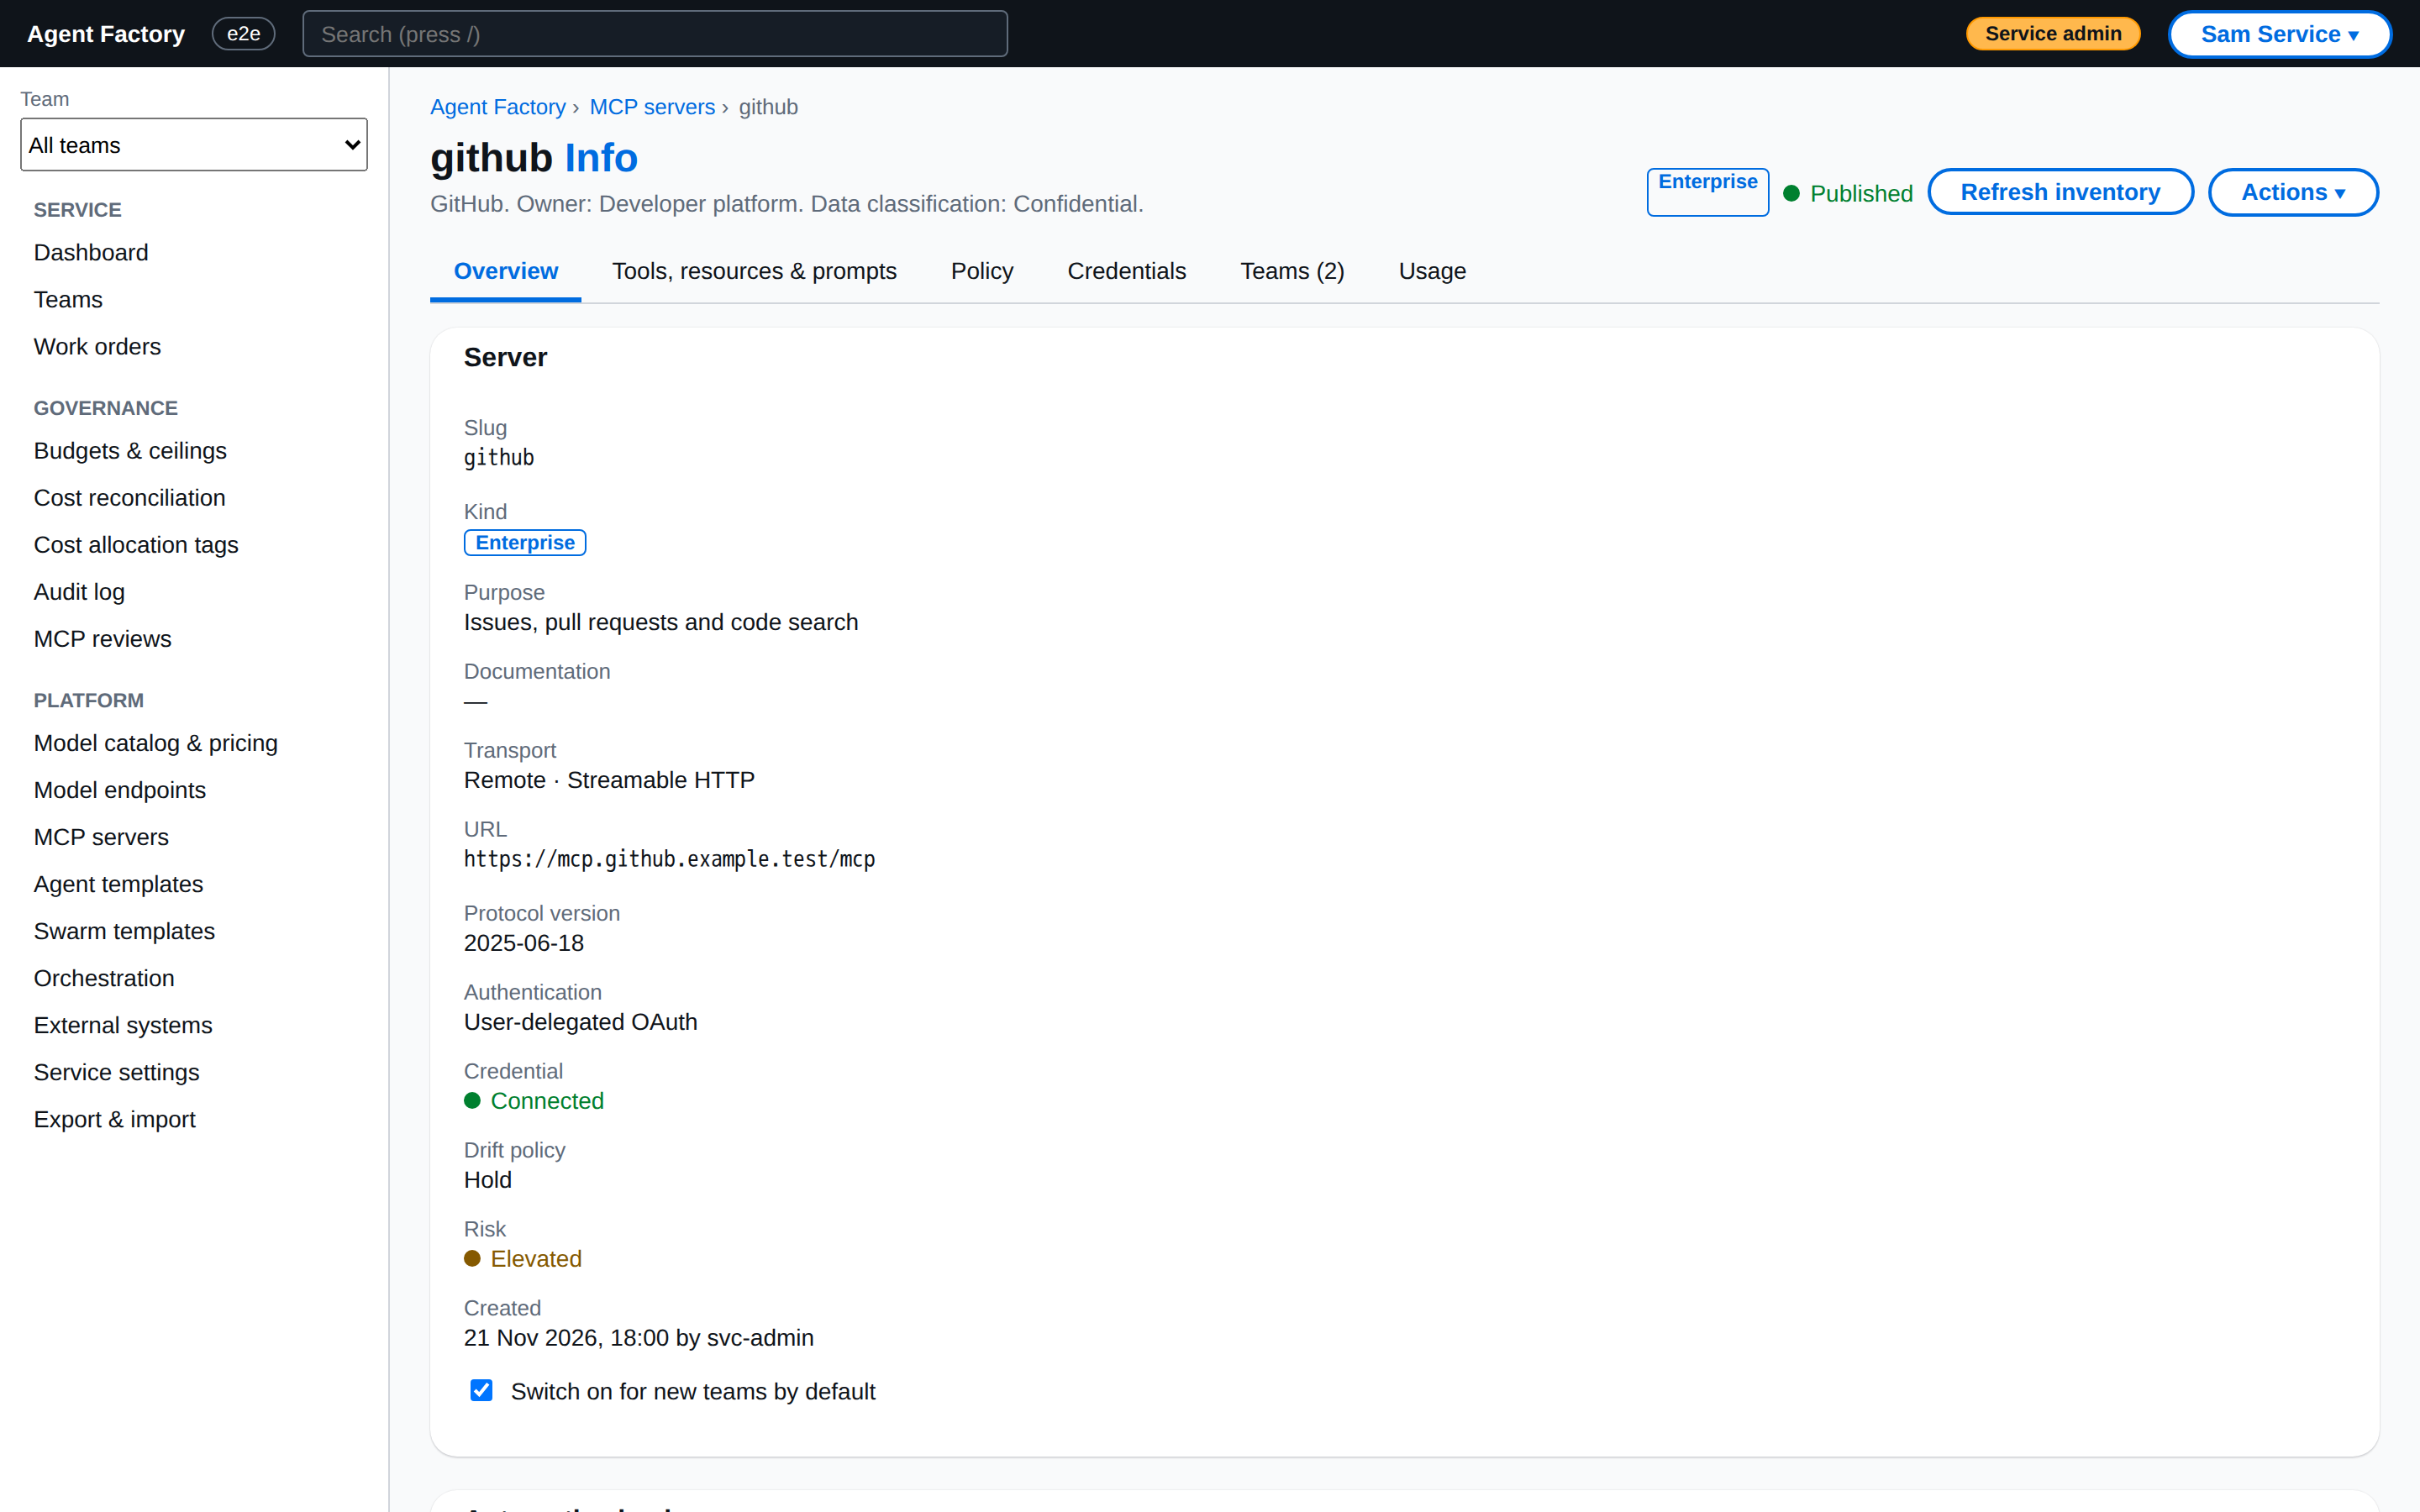 Agent Factory
e2e
Search (press /)
Service admin
Sam Service ▾
Team
All teams
SERVICE
Dashboard
Teams
Work orders
GOVERNANCE
Budgets & ceilings
Cost reconciliation
Cost allocation tags
Audit log
MCP reviews
PLATFORM
Model catalog & pricing
Model endpoints
MCP servers
Agent templates
Swarm templates
Orchestration
External systems
Service settings
Export & import
Agent Factory › MCP servers › github
github Info
GitHub. Owner: Developer platform. Data classification: Confidential.
Enterprise
Published
Refresh inventory
Actions ▾
Overview
Tools, resources & prompts
Policy
Credentials
Teams (2)
Usage
Server
Slug
github
Kind
Enterprise
Purpose
Issues, pull requests and code search
Documentation
—
Transport
Remote · Streamable HTTP
URL
https://mcp.github.example.test/mcp
Protocol version
2025-06-18
Authentication
User-delegated OAuth
Credential
Connected
Drift policy
Hold
Risk
Elevated
Created
21 Nov 2026, 18:00 by svc-admin
Switch on for new teams by default